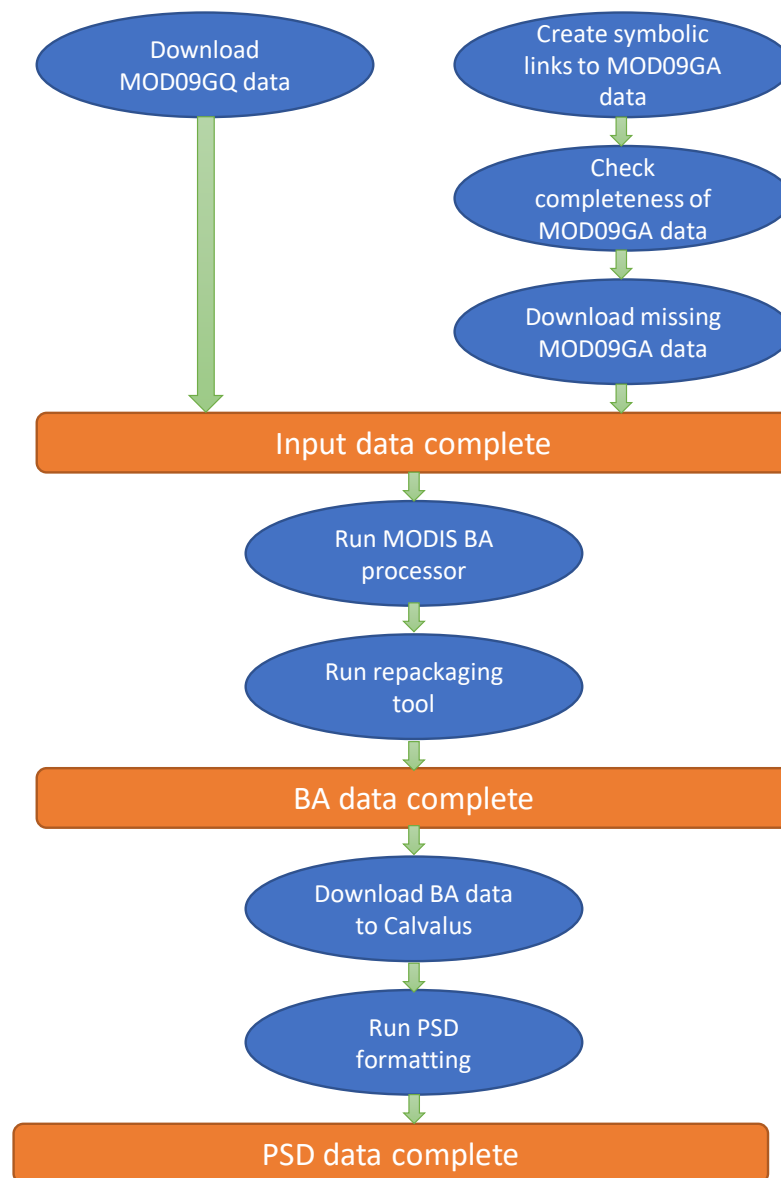 Download
MOD09GQ data
Create symbolic
links to MOD09GA
data
Check
completeness of
MOD09GA data
Download missing
MOD09GA data
Input data complete
Run MODIS BA
processor
Run repackaging
tool
BA data complete
Download BA data
to Calvalus
Run PSD
formatting
PSD data complete